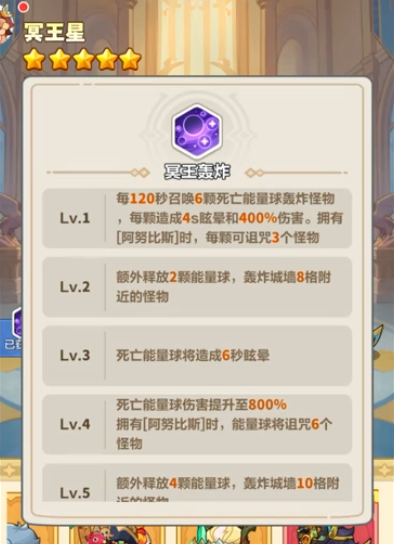 冥王星
冥王轰炸
Lv.1
每120秒召唤6颗死亡能量球轰炸怪物
，每颗造成4s眩晕和400%伤害。拥有
[阿努比斯]时，每颗可诅咒3个怪物
Lv.2
额外释放2颗能量球，轰炸城墙8格附
近的怪物
Lv.3
死亡能量球将造成6秒眩晕
Lv.4
死亡能量球伤害提升至800%
拥有[阿努比斯]时，能量球将诅咒6个
怪物
Lv.5
额外释放4颗能量球，轰炸城墙10格附
近的怪物